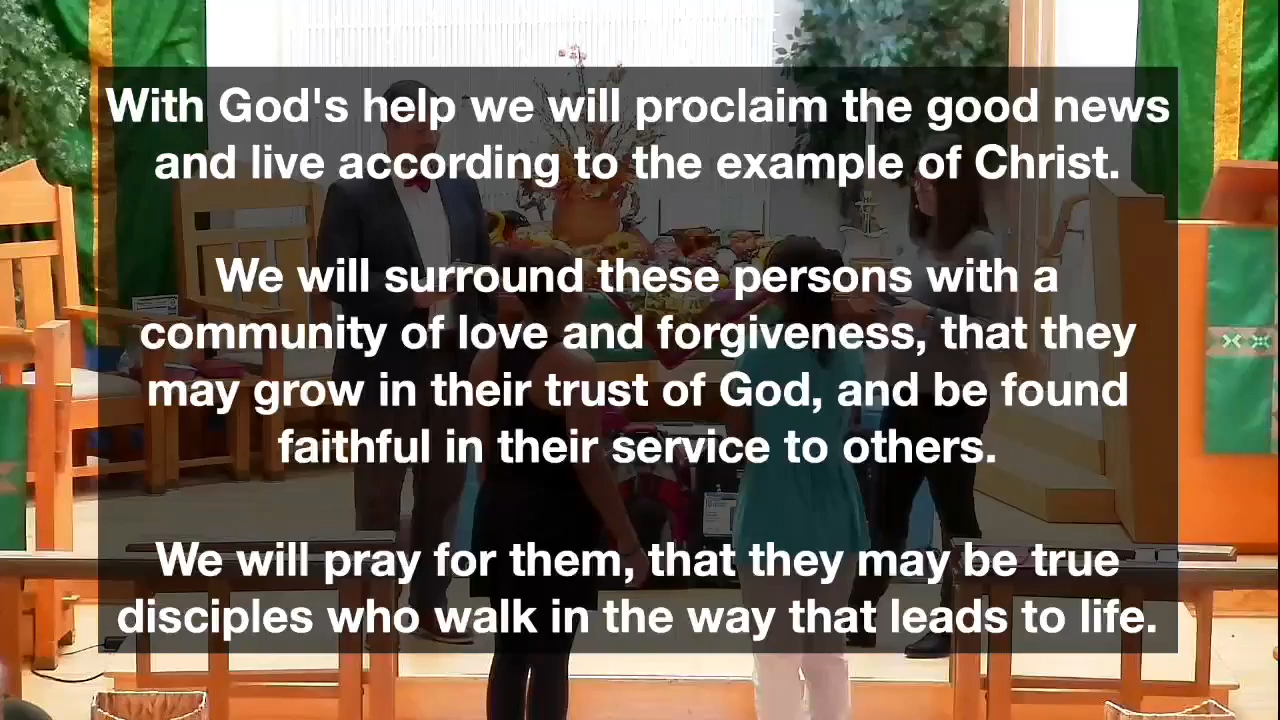 With God's help we will proclaim the good news
and live according to the example of Christ.
We will surround these persons with a
community of love and forgiveness, that they
may grow in their trust of God, and be found
faithful in their service to others.
We will pray for them, that they may be true
disciples who walk in the way that leads to life.